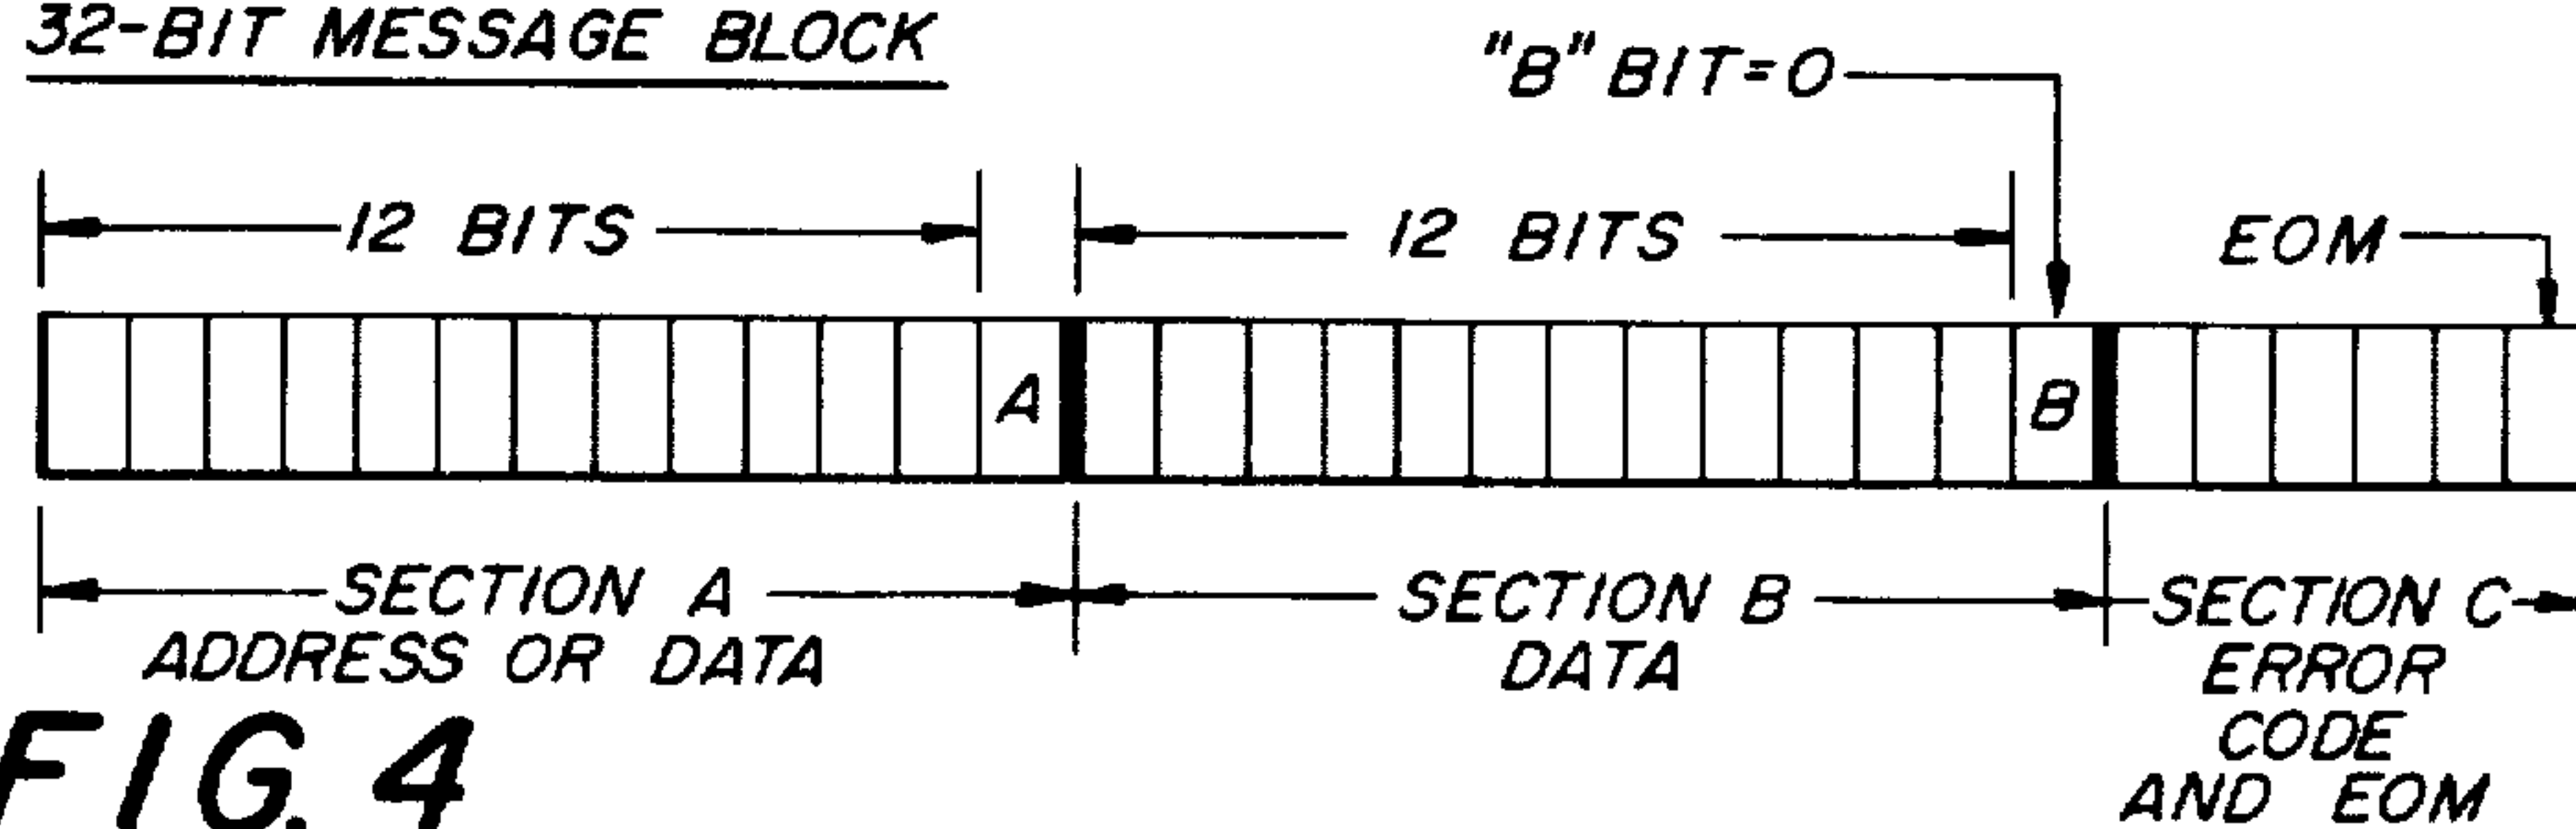 32-BIT MESSAGE BLOCK
"B" BIT=0
12 BITS
12 BITS
EOM
A
B
SECTION A
ADDRESS OR DATA
SECTION B
DATA
SECTION C
ERROR
CODE
AND EOM
FIG. 4